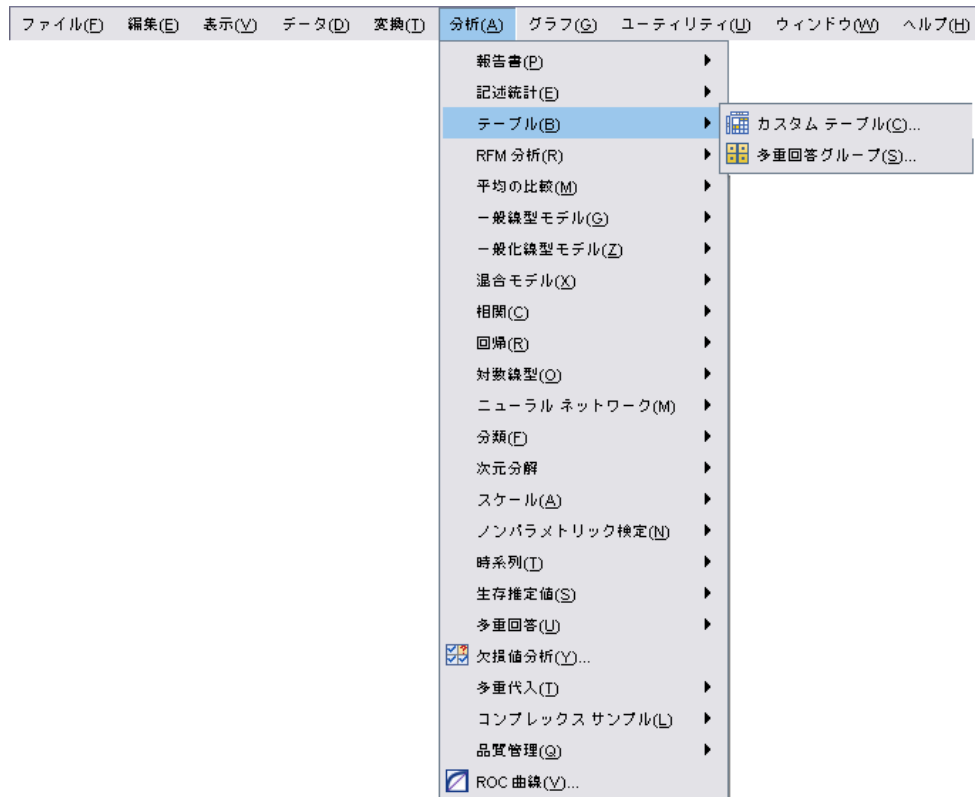 ファイル(F) 編集(E) 表示(V) データ(D) 変換(T) 分析(A) グラフ(G) ユーティリティ(U) ウィンドウ(W) ヘルプ(H)
報告書(P)
記述統計(E)
テーブル(B)
カスタム テーブル(C)...
多重回答グループ(S)...
RFM 分析(R)
平均の比較(M)
一般線型モデル(G)
一般化線型モデル(Z)
混合モデル(X)
相関(C)
回帰(R)
対数線型(O)
ニューラル ネットワーク(M)
分類(F)
次元分解
スケール(A)
ノンパラメトリック検定(N)
時系列(T)
生存推定値(S)
多重回答(U)
欠損値分析(Y)...
多重代入(T)
コンプレックス サンプル(L)
品質管理(Q)
ROC 曲線(V)...